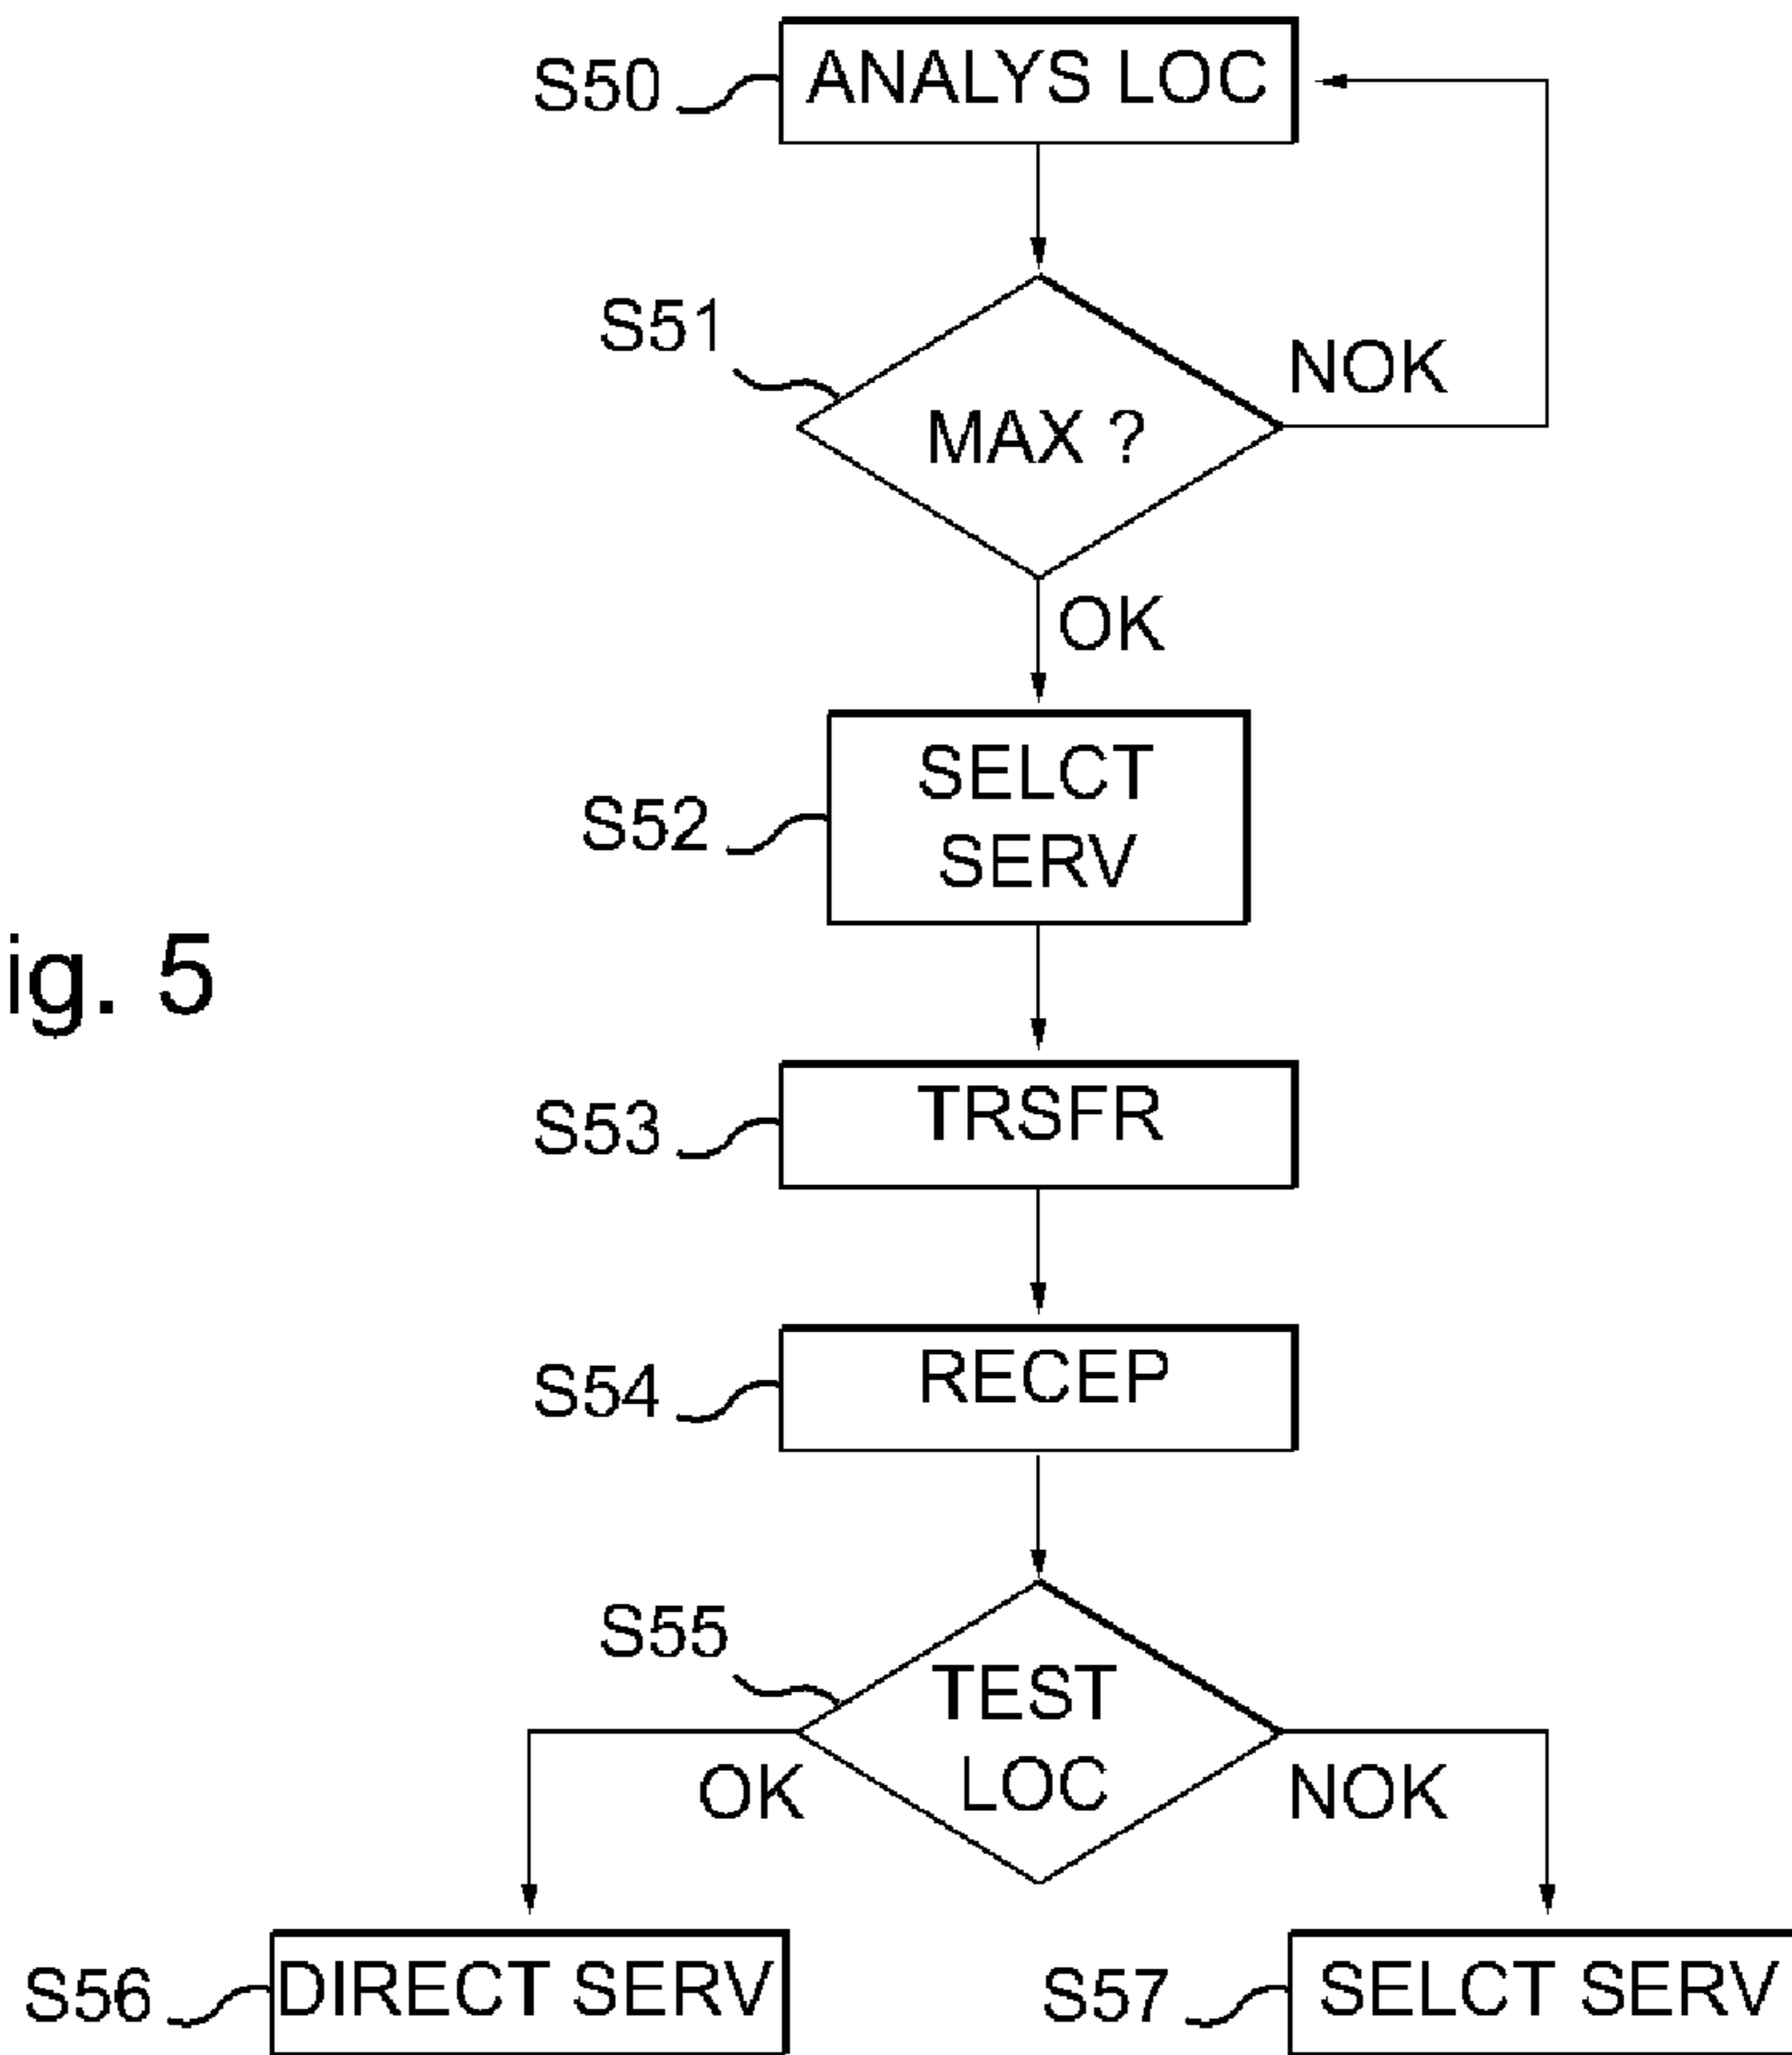 S50
ANALYS LOC
S51
MAX ?
NOK
OK
SELCT
SERV
S52
ig. 5
TRSFR
S53
RECEP
S54
S55
TEST
LOC
OK
NOK
S56
DIRECT SERV
S57
SELCT SERV